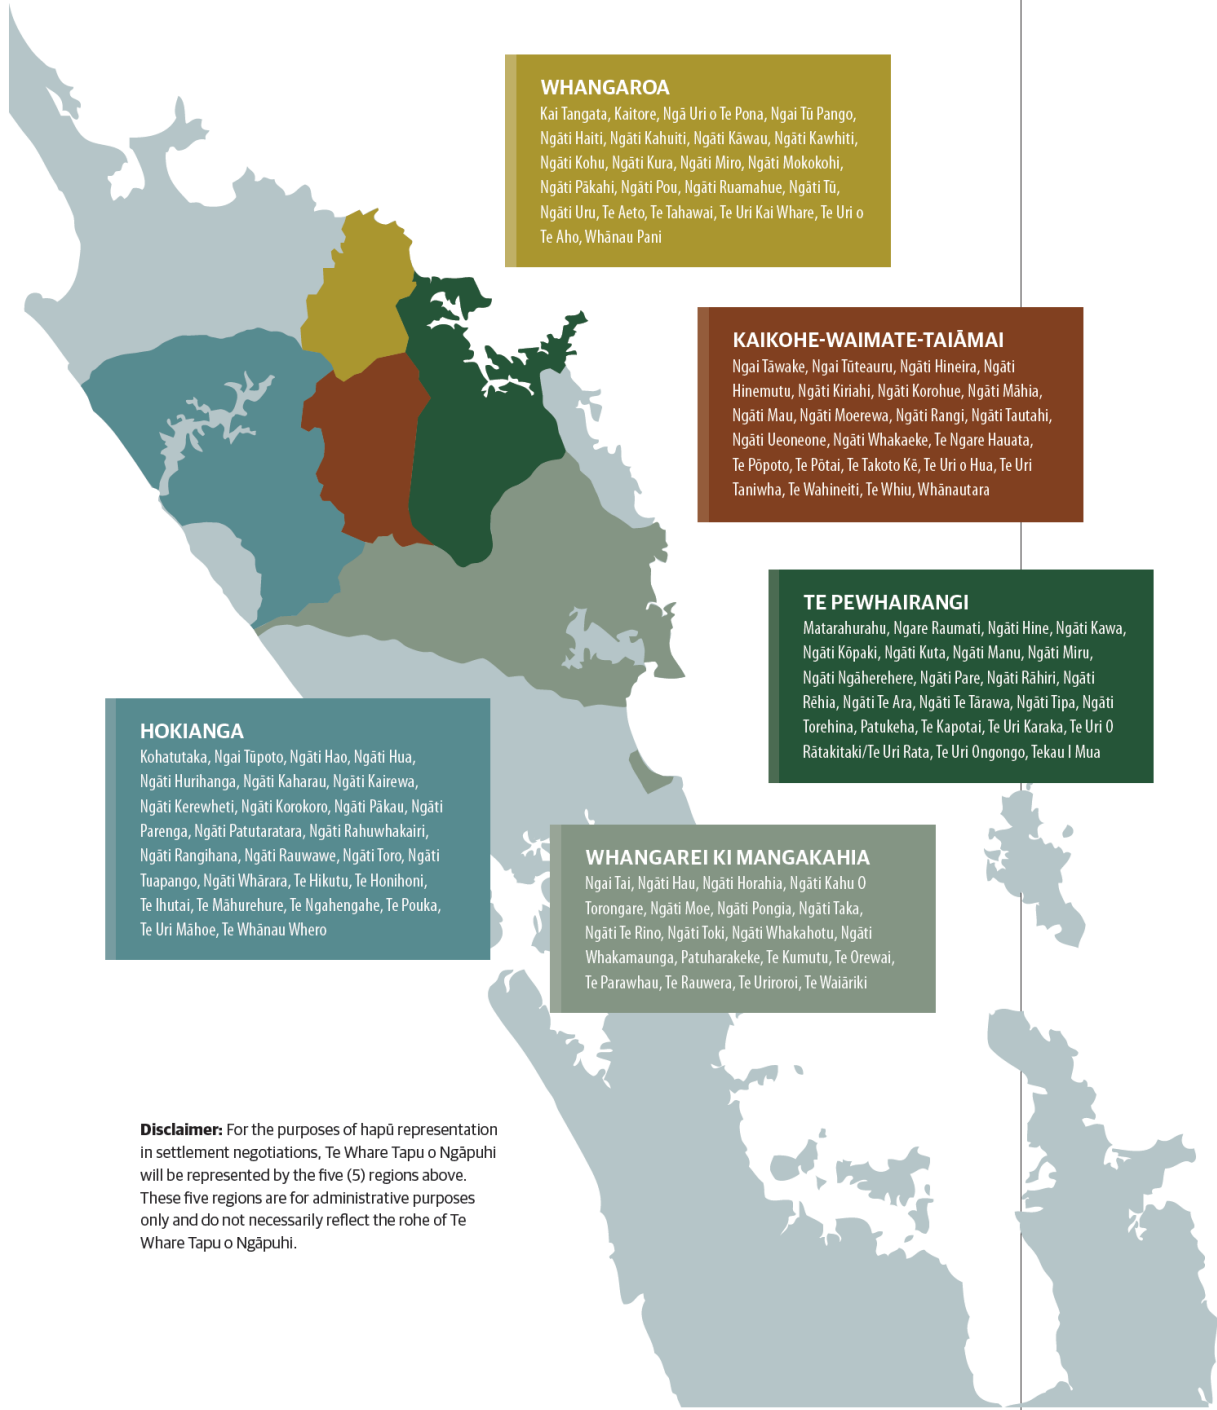 WHANGAROA
Kai Tangata, Kaitore, Ngā Uri o Te Pona, Ngai Tū Pango,
Ngāti Haiti, Ngāti Kahuiti, Ngāti Kāwau, Ngāti Kawhiti,
Ngāti Kohu, Ngāti Kura, Ngāti Miro, Ngāti Mokokohi,
Ngāti Pākahi, Ngāti Pou, Ngāti Ruamahue, Ngāti Tū,
Ngāti Uru, Te Aeto, Te Tahawai, Te Uri Kai Whare, Te Uri o
Te Aho, Whānau Pani
KAIKOHE-WAIMATE-TAIĀMAI
Ngai Tāwake, Ngai Tūteauru, Ngāti Hineira, Ngāti
Hinemutu, Ngāti Kiriahi, Ngāti Korohue, Ngāti Māhia,
Ngāti Mau, Ngāti Moerewa, Ngāti Rangi, Ngāti Tautahi,
Ngāti Ueoneone, Ngāti Whakaeke, Te Ngare Hauata,
Te Pōpoto, Te Pōtai, Te Takoto Kē, Te Uri o Hua, Te Uri
Taniwha, Te Wahineiti, Te Whiu, Whānautara
TE PEWHAIRANGI
Matarahurahu, Ngare Raumati, Ngāti Hine, Ngāti Kawa,
Ngāti Kōpaki, Ngāti Kuta, Ngāti Manu, Ngāti Miru,
Ngāti Ngāherehere, Ngāti Pare, Ngāti Rāhiri, Ngāti
Rēhia, Ngāti Te Ara, Ngāti Te Tārawa, Ngāti Tipa, Ngāti
Torehina, Patukeha, Te Kapotai, Te Uri Karaka, Te Uri O
Rātakitaki/Te Uri Rata, Te Uri Ongongo, Tekau I Mua
HOKIANGA
Kohatutaka, Ngai Tūpoto, Ngāti Hao, Ngāti Hua,
Ngāti Hurihanga, Ngāti Kaharau, Ngāti Kairewa,
Ngāti Kerewheti, Ngāti Korokoro, Ngāti Pākau, Ngāti
Parenga, Ngāti Patutaratara, Ngāti Rahuwhakairi,
Ngāti Rangihana, Ngāti Rauwawe, Ngāti Toro, Ngāti
Tuapango, Ngāti Whārara, Te Hikutu, Te Honihoni,
Te Ihutai, Te Māhurehure, Te Ngahengahe, Te Pouka,
Te Uri Māhoe, Te Whānau Whero
WHANGAREI KI MANGAKAHIA
Ngai Tai, Ngāti Hau, Ngāti Horahia, Ngāti Kahu O
Torongare, Ngāti Moe, Ngāti Pongia, Ngāti Taka,
Ngāti Te Rino, Ngāti Toki, Ngāti Whakahotu, Ngāti
Whakamaunga, Patuharakeke, Te Kumutu, Te Orewai,
Te Parawhau, Te Rauwera, Te Uriroroi, Te Waiāriki
Disclaimer: For the purposes of hapū representation
in settlement negotiations, Te Whare Tapu o Ngāpuhi
will be represented by the five (5) regions above.
These five regions are for administrative purposes
only and do not necessarily reflect the rohe of Te
Whare Tapu o Ngāpuhi.